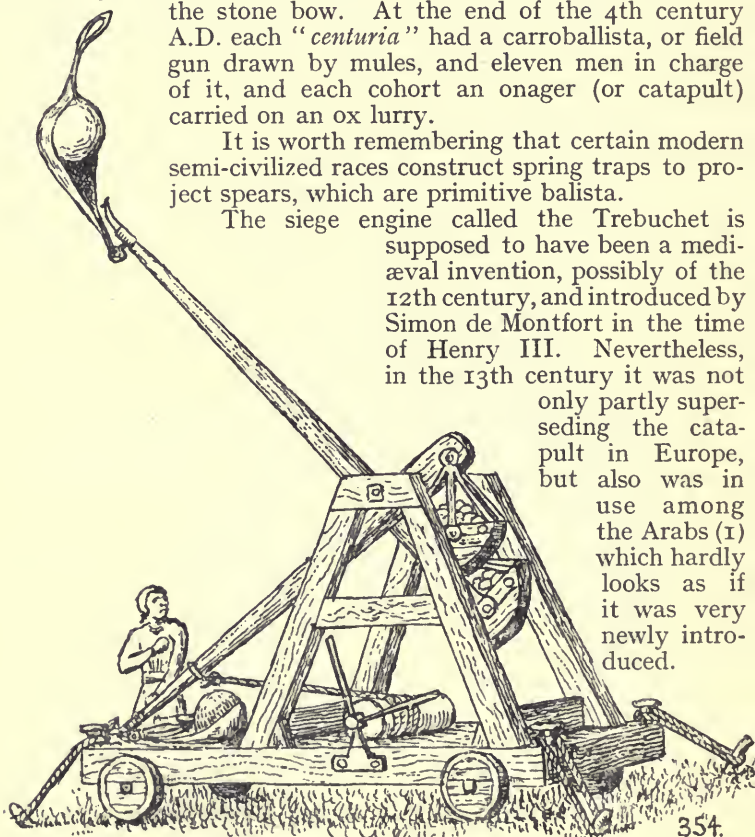 the stone bow. At the end of the 4th century
A.D. each "centuria" had a carroballista, or field
gun drawn by mules, and eleven men in charge
of it, and each cohort an onager (or catapult)
carried on an ox lurry.
It is worth remembering that certain modern
semi-civilized races construct spring traps to pro-
ject spears, which are primitive balista.
The siege engine called the Trebuchet is
supposed to have been a medi-
æval invention, possibly of the
12th century, and introduced by
Simon de Montfort in the time
of Henry III. Nevertheless,
in the 13th century it was not
only partly super-
seding the cata-
pult in Europe,
but also was in
use among
the Arabs (1)
which hardly
looks as if
it was very
newly intro-
duced.
354.